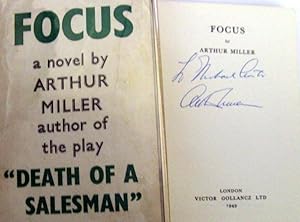 FOCUS
a novel by
ARTHUR
MILLER
author of
the play
"DEATH OF A
SALESMAN"
FOCUS
by
ARTHUR MILLER
LONDON
VICTOR GOLLANCZ LTD
1949